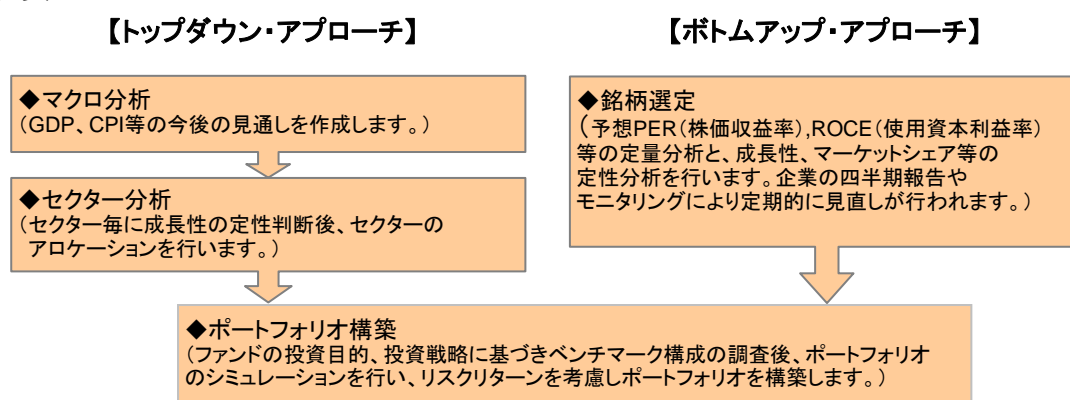 【トップダウン・アプローチ】
◆マクロ分析
(GDP、CPI等の今後の見通しを作成します。)
◆セクター分析
(セクター毎に成長性の定性判断後、セクターの
アロケーションを行います。)
【ボトムアップ・アプローチ】
◆銘柄選定
(予想PER(株価収益率),ROCE(使用資本利益率)
等の定量分析と、成長性、マーケットシェア等の
定性分析を行います。企業の四半期報告や
モニタリングにより定期的に見直しが行われます。)
◆ポートフォリオ構築
(ファンドの投資目的、投資戦略に基づきベンチマーク構成の調査後、ポートフォリオ
のシミュレーションを行い、リスクリターンを考慮しポートフォリオを構築します。)